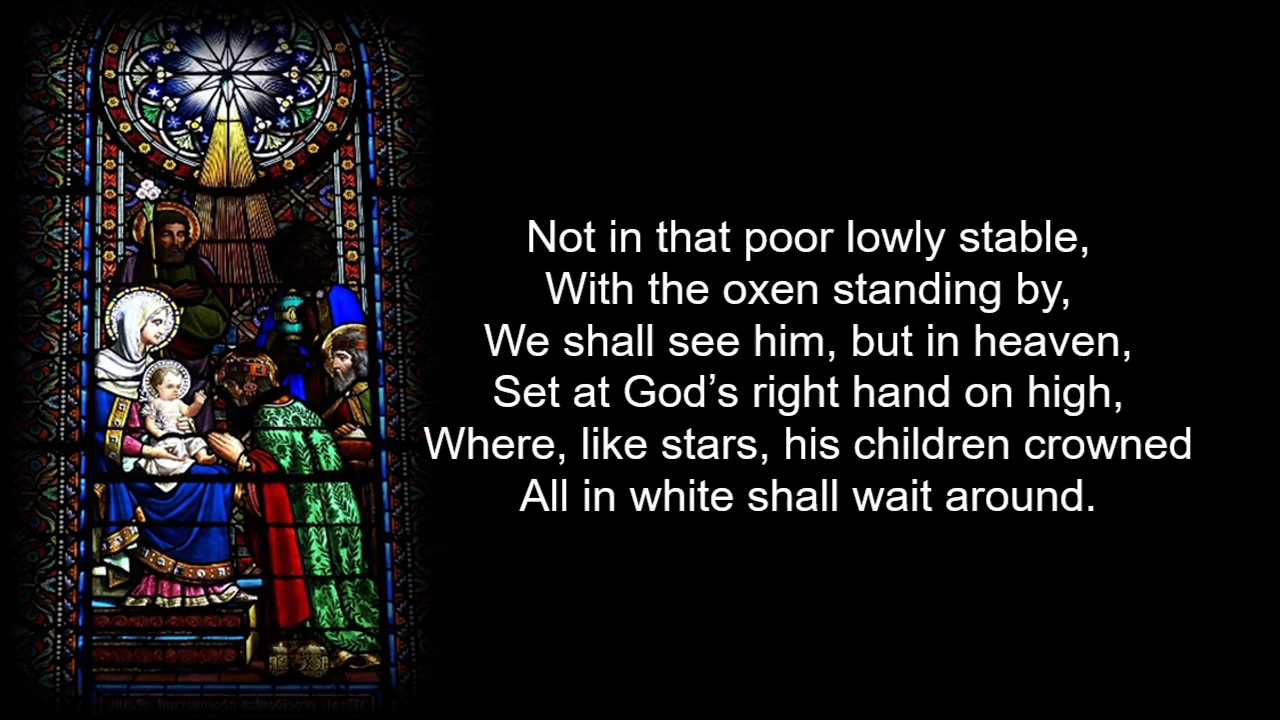 Not in that poor lowly stable,
With the oxen standing by,
We shall see him, but in heaven,
Set at God’s right hand on high,
Where, like stars, his children crowned
All in white shall wait around.